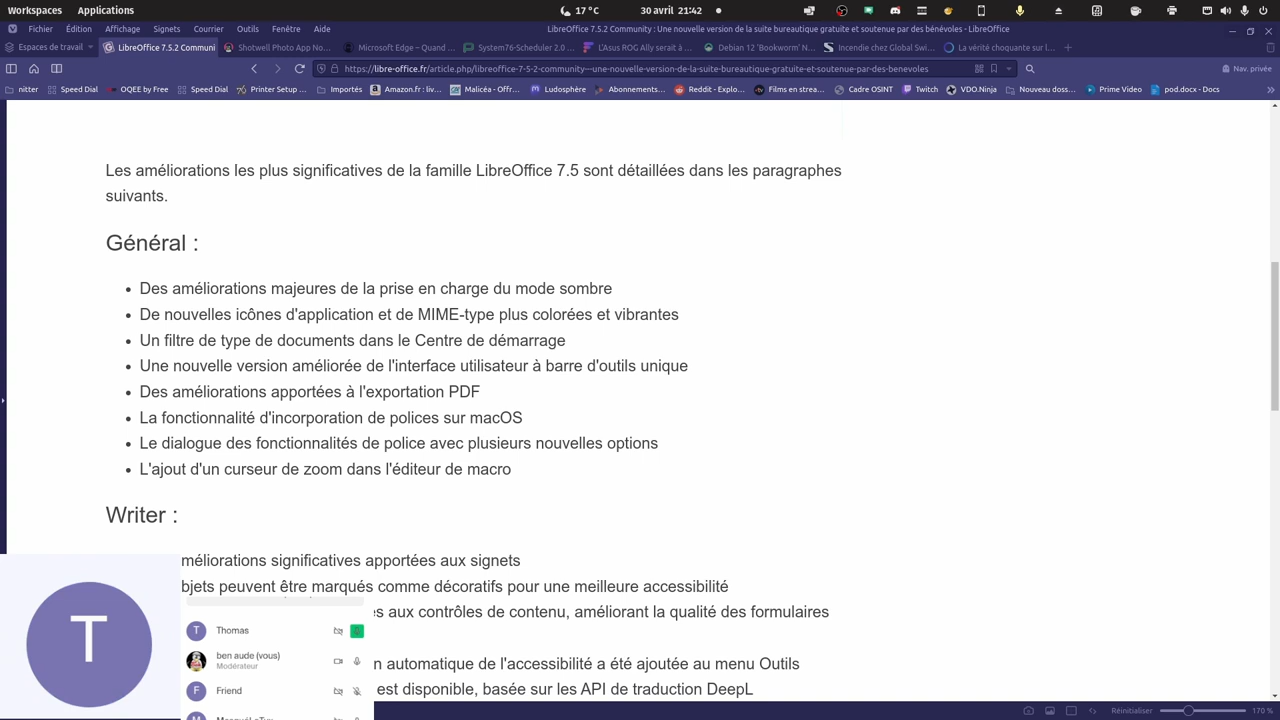 Workspaces Applications 17°C 30 avril 21:42
Fichier Édition Affichage Signets Courrier Outils Fenêtre Aide LibreOffice 7.5.2 Community : Une nouvelle version de la suite bureautique gratuite et soutenue par des bénévoles - LibreOffice.fr - Vivaldi
Espaces de travail LibreOffice 7.5.2 Communi Shotwell Photo App No... Microsoft Edge – Quand ... System76-Scheduler 2.0 ... L'Asus ROG Ally serait à ... Debian 12 'Bookworm' N... Incendie chez Global Swi... La vérité choquante sur l...
https://libre-office.fr/article.php/libreoffice-7-5-2-community---une-nouvelle-version-de-la-suite-bureautique-gratuite-et-soutenue-par-des-benevoles Nav. privée
nitter Speed Dial OQEE by Free Speed Dial Printer Setup ... Importés Amazon.fr : liv... Malicéa - Offr... Ludosphère Abonnements... Reddit - Explo... Films en strea... Cadre OSINT Twitch VDO.Ninja Nouveau doss... Prime Video pod.docx - Docs
Les améliorations les plus significatives de la famille LibreOffice 7.5 sont détaillées dans les paragraphes
suivants.
Général :
Des améliorations majeures de la prise en charge du mode sombre
De nouvelles icônes d'application et de MIME-type plus colorées et vibrantes
Un filtre de type de documents dans le Centre de démarrage
Une nouvelle version améliorée de l'interface utilisateur à barre d'outils unique
Des améliorations apportées à l'exportation PDF
La fonctionnalité d'incorporation de polices sur macOS
Le dialogue des fonctionnalités de police avec plusieurs nouvelles options
L'ajout d'un curseur de zoom dans l'éditeur de macro
Writer :
méliorations significatives apportées aux signets
bjets peuvent être marqués comme décoratifs pour une meilleure accessibilité
s aux contrôles de contenu, améliorant la qualité des formulaires
T
T Thomas
ben aude (vous)
Modérateur
n automatique de l'accessibilité a été ajoutée au menu Outils
F Friend
est disponible, basée sur les API de traduction DeepL
Réinitialiser 170 %